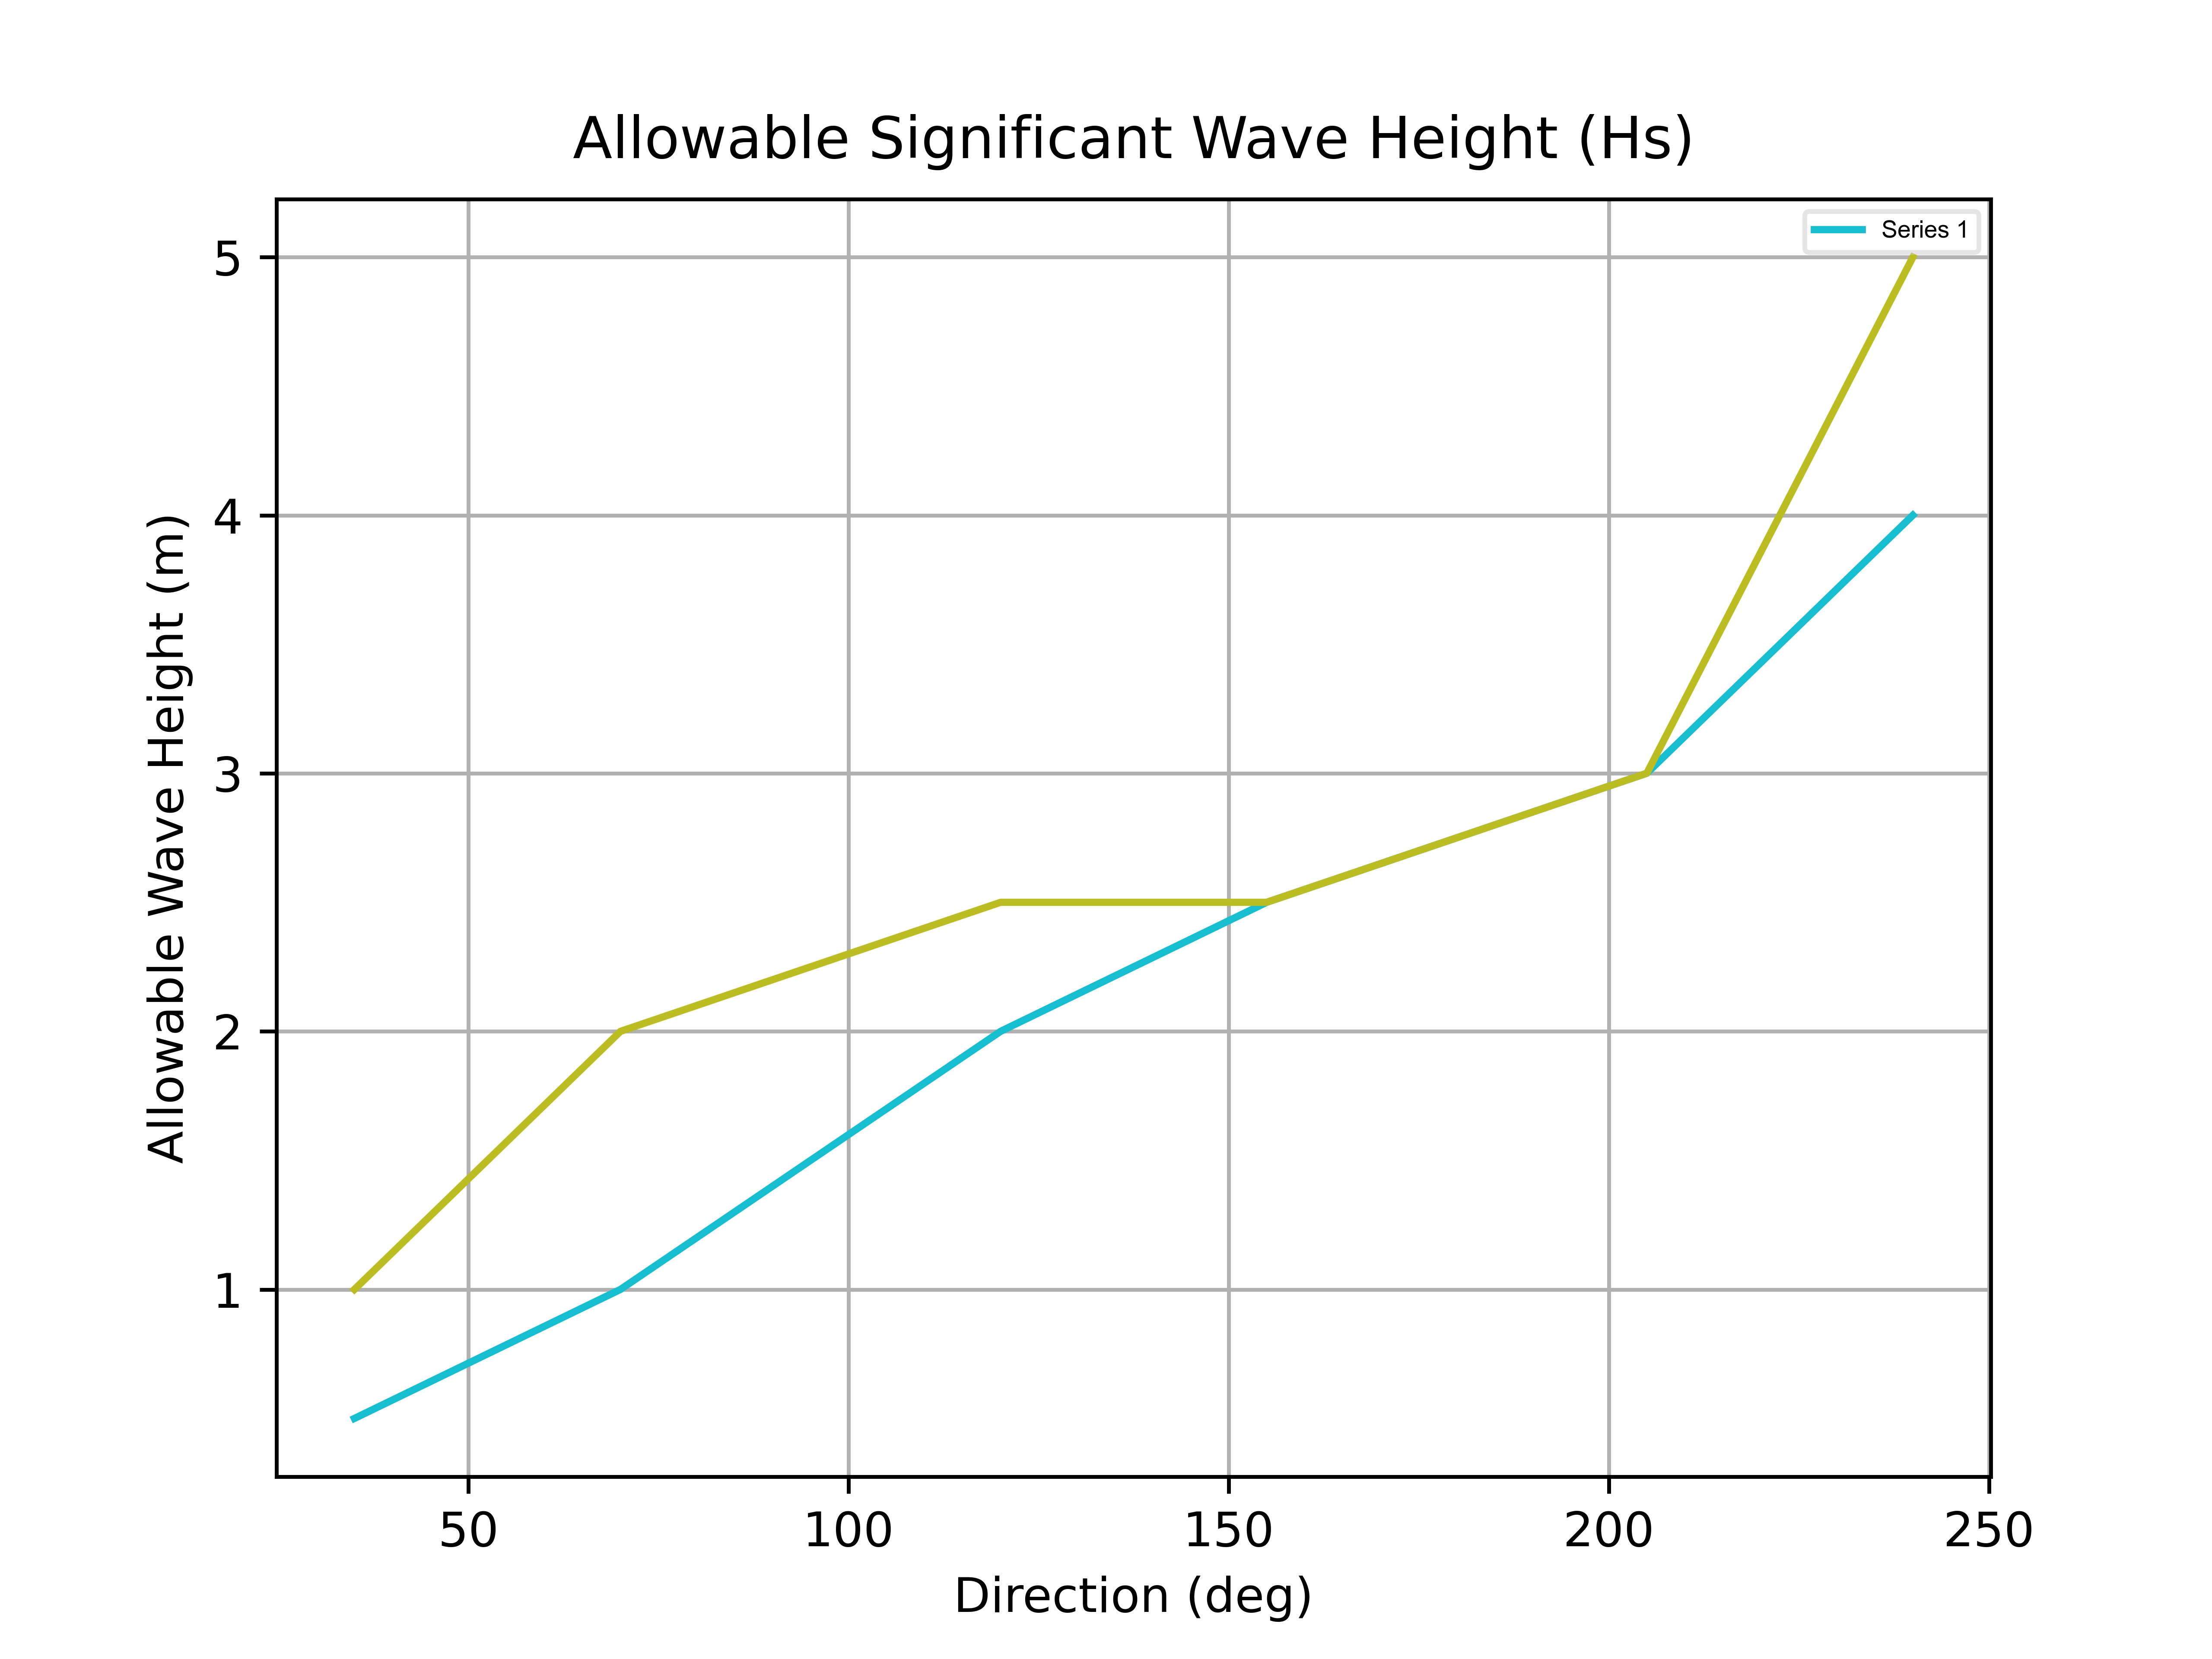 Allowable Significant Wave Height (Hs)
Series 1
5
4
3
2
1
Allowable Wave Height (m)
50 100 150 200 250
Direction (deg)